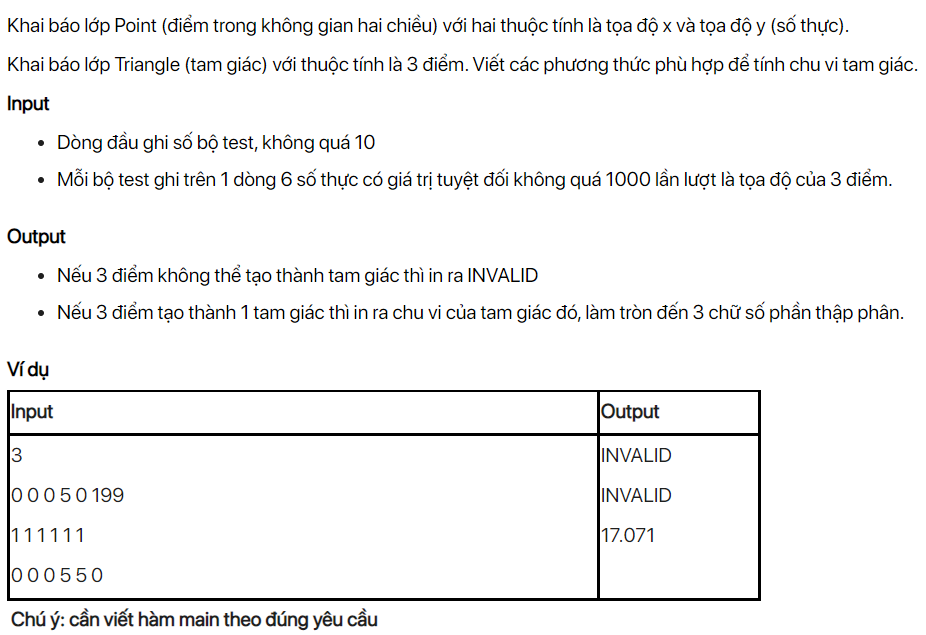 Khai báo lớp Point (điểm trong không gian hai chiều) với hai thuộc tính là tọa độ x và tọa độ y (số thực).
Khai báo lớp Triangle (tam giác) với thuộc tính là 3 điểm. Viết các phương thức phù hợp để tính chu vi tam giác.
Input
Dòng đầu ghi số bộ test, không quá 10
Mỗi bộ test ghi trên 1 dòng 6 số thực có giá trị tuyệt đối không quá 1000 lần lượt là tọa độ của 3 điểm.
Output
Nếu 3 điểm không thể tạo thành tam giác thì in ra INVALID
Nếu 3 điểm tạo thành 1 tam giác thì in ra chu vi của tam giác đó, làm tròn đến 3 chữ số phần thập phân.
Ví dụ
Input Output
3 INVALID
0 0 0 5 0 199 INVALID
1 1 1 1 1 1 17.071
0 0 0 5 5 0
Chú ý: cần viết hàm main theo đúng yêu cầu